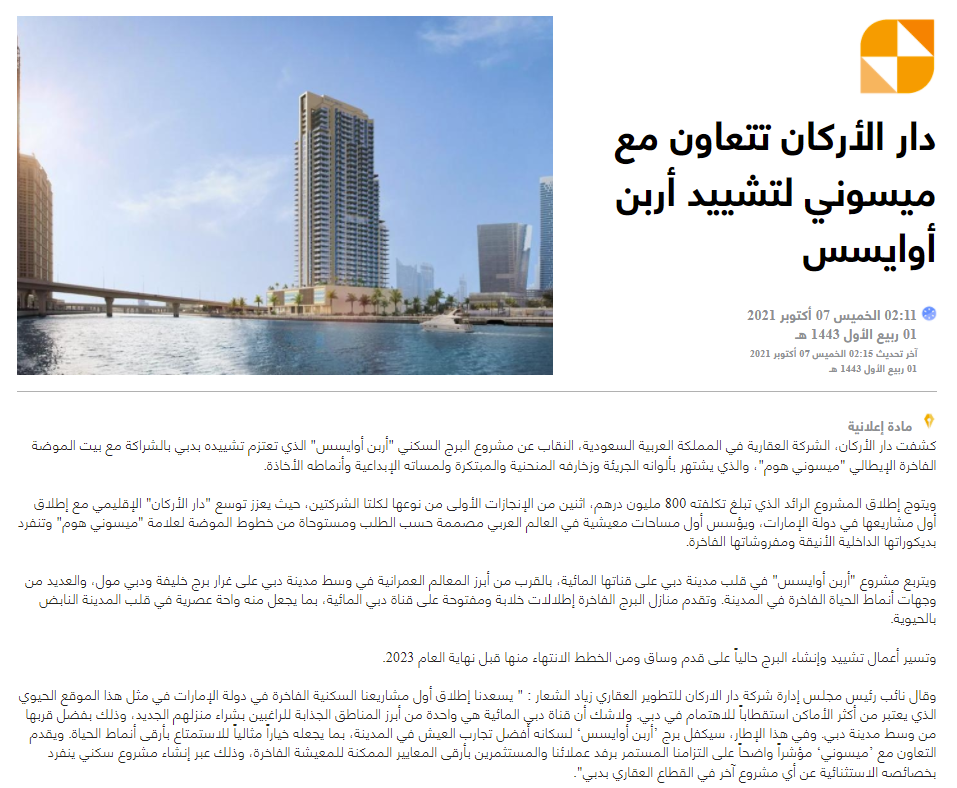 دار الأركان تتعاون مع
ميسوني لتشييد أربن
أوايسس
02:11 الخميس 07 أكتوبر 2021
01 ربيع الأول 1443 هـ
آخر تحديث 02:15 الخميس 07 أكتوبر 2021
01 ربيع الأول 1443 هـ
مادة إعلانية
كشفت دار الأركان، الشركة العقارية في المملكة العربية السعودية، النقاب عن مشروع البرج السكني "أربن أوايسس" الذي تعتزم تشييده بدبي بالشراكة مع بيت الموضة
الفاخرة الإيطالي "ميسوني هوم"، والذي يشتهر بألوانه الجريئة وزخارفه المنحنية والمبتكرة ولمساته الإبداعية وأنماطه الأخاذة.
ويتوج إطلاق المشروع الرائد الذي تبلغ تكلفته 800 مليون درهم، اثنين من الإنجازات الأولى من نوعها لكلتا الشركتين، حيث يعزز توسع "دار الأركان" الإقليمي مع إطلاق
أول مشاريعها في دولة الإمارات، ويؤسس أول مساحات معيشية في العالم العربي مصممة حسب الطلب ومستوحاة من خطوط الموضة لعلامة "ميسوني هوم" وتنفرد
بديكوراتها الداخلية الأنيقة ومفروشاتها الفاخرة.
ويتربع مشروع "أربن أوايسس" في قلب مدينة دبي على قناتها المائية، بالقرب من أبرز المعالم العمرانية في وسط مدينة دبي على غرار برج خليفة ودبي مول، والعديد من
وجهات أنماط الحياة الفاخرة في المدينة. وتقدم منازل البرج الفاخرة إطلالات خلابة ومفتوحة على قناة دبي المائية، بما يجعل منه واحة عصرية في قلب المدينة النابض
بالحيوية.
وتسير أعمال تشييد وإنشاء البرج حالياً على قدم وساق ومن الخطط الانتهاء منها قبل نهاية العام 2023.
وقال نائب رئيس مجلس إدارة شركة دار الاركان للتطوير العقاري زياد الشعار : " يسعدنا إطلاق أول مشاريعنا السكنية الفاخرة في دولة الإمارات في مثل هذا الموقع الحيوي
الذي يعتبر من أكثر الأماكن استقطاباً للاهتمام في دبي. ولاشك أن قناة دبي المائية هي واحدة من أبرز المناطق الجذابة للراغبين بشراء منزلهم الجديد، وذلك بفضل قربها
من وسط مدينة دبي. وفي هذا الإطار، سيكفل برج ’أربن أوايسس‘ لسكانه أفضل تجارب العيش في المدينة، بما يجعله خياراً مثالياً للاستمتاع بأرقى أنماط الحياة. ويقدم
التعاون مع ’ميسوني‘ مؤشراً واضحاً على التزامنا المستمر برفد عملائنا والمستثمرين بأرقى المعايير الممكنة للمعيشة الفاخرة، وذلك عبر إنشاء مشروع سكني ينفرد
بخصائصه الاستثنائية عن أي مشروع آخر في القطاع العقاري بدبي".